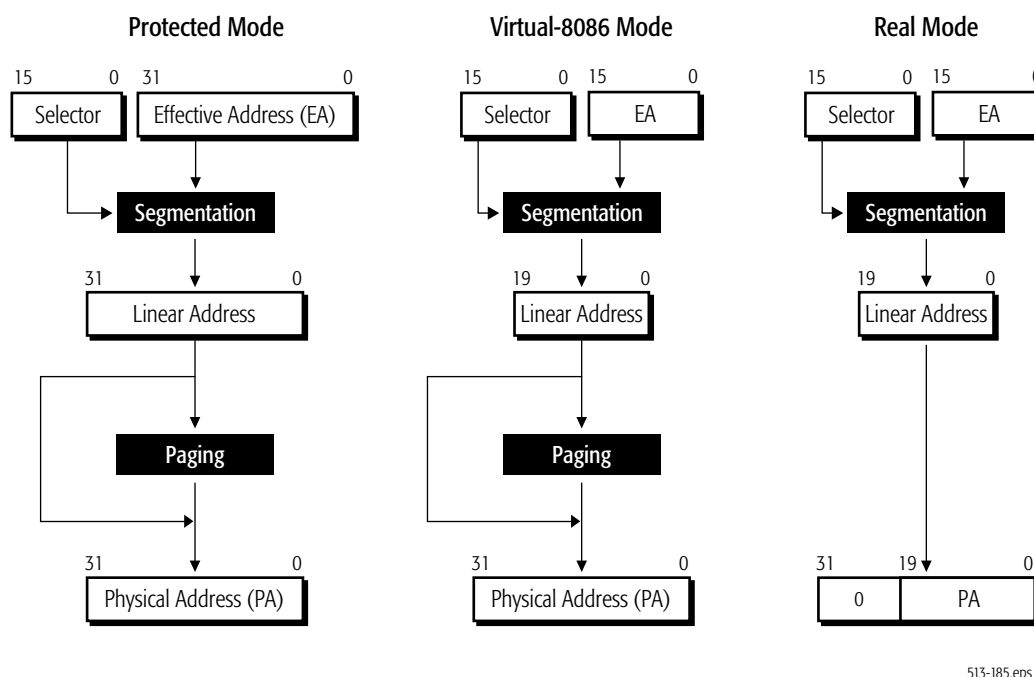 Protected Mode Virtual-8086 Mode Real Mode
15 0 31 0 15 0 15 0 15 0 15 0
Selector Effective Address (EA) Selector EA Selector EA
Segmentation Segmentation Segmentation
31 0 19 0 19 0
Linear Address Linear Address Linear Address
Paging Paging
31 0 31 0 31 19 0
Physical Address (PA) Physical Address (PA) 0 PA
513-185.eps